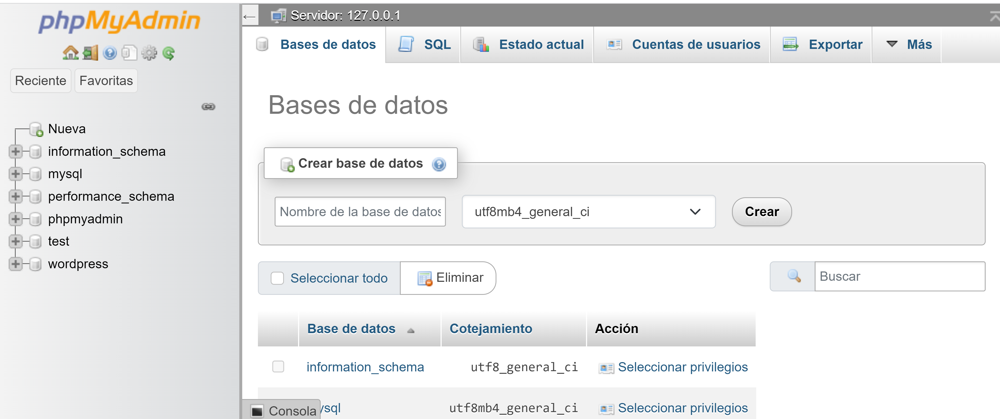 phpMyAdmin
Reciente Favoritas
Nueva
information_schema
mysql
performance_schema
phpmyadmin
test
wordpress
Servidor: 127.0.0.1
Bases de datos SQL Estado actual Cuentas de usuarios Exportar Más
Bases de datos
Crear base de datos
Nombre de la base de datos utf8mb4_general_ci Crear
Seleccionar todo Eliminar Buscar
Base de datos Cotejamiento Acción
information_schema utf8_general_ci Seleccionar privilegios
ysql utf8mb4_general_ci Seleccionar privilegios
Consola